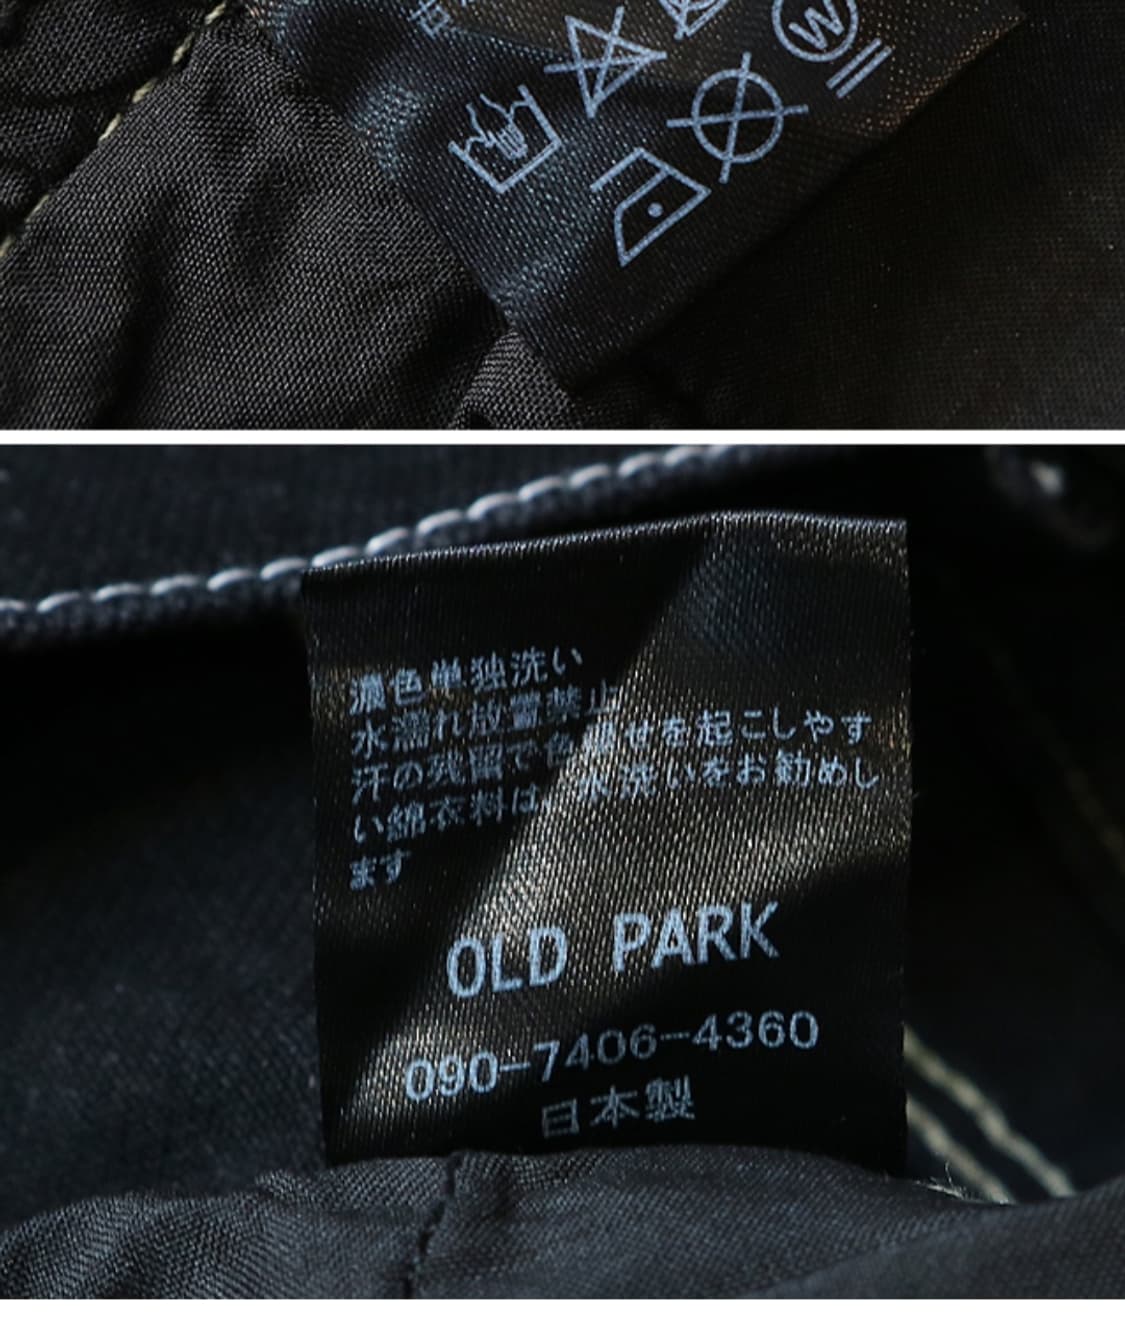 W
濃色単独洗い
水濡れ放置禁止
汗の残留で色褪せを起こしやす
い綿衣料は、水洗いをお勧めし
ます
OLD PARK
090-7406-4360
日本製